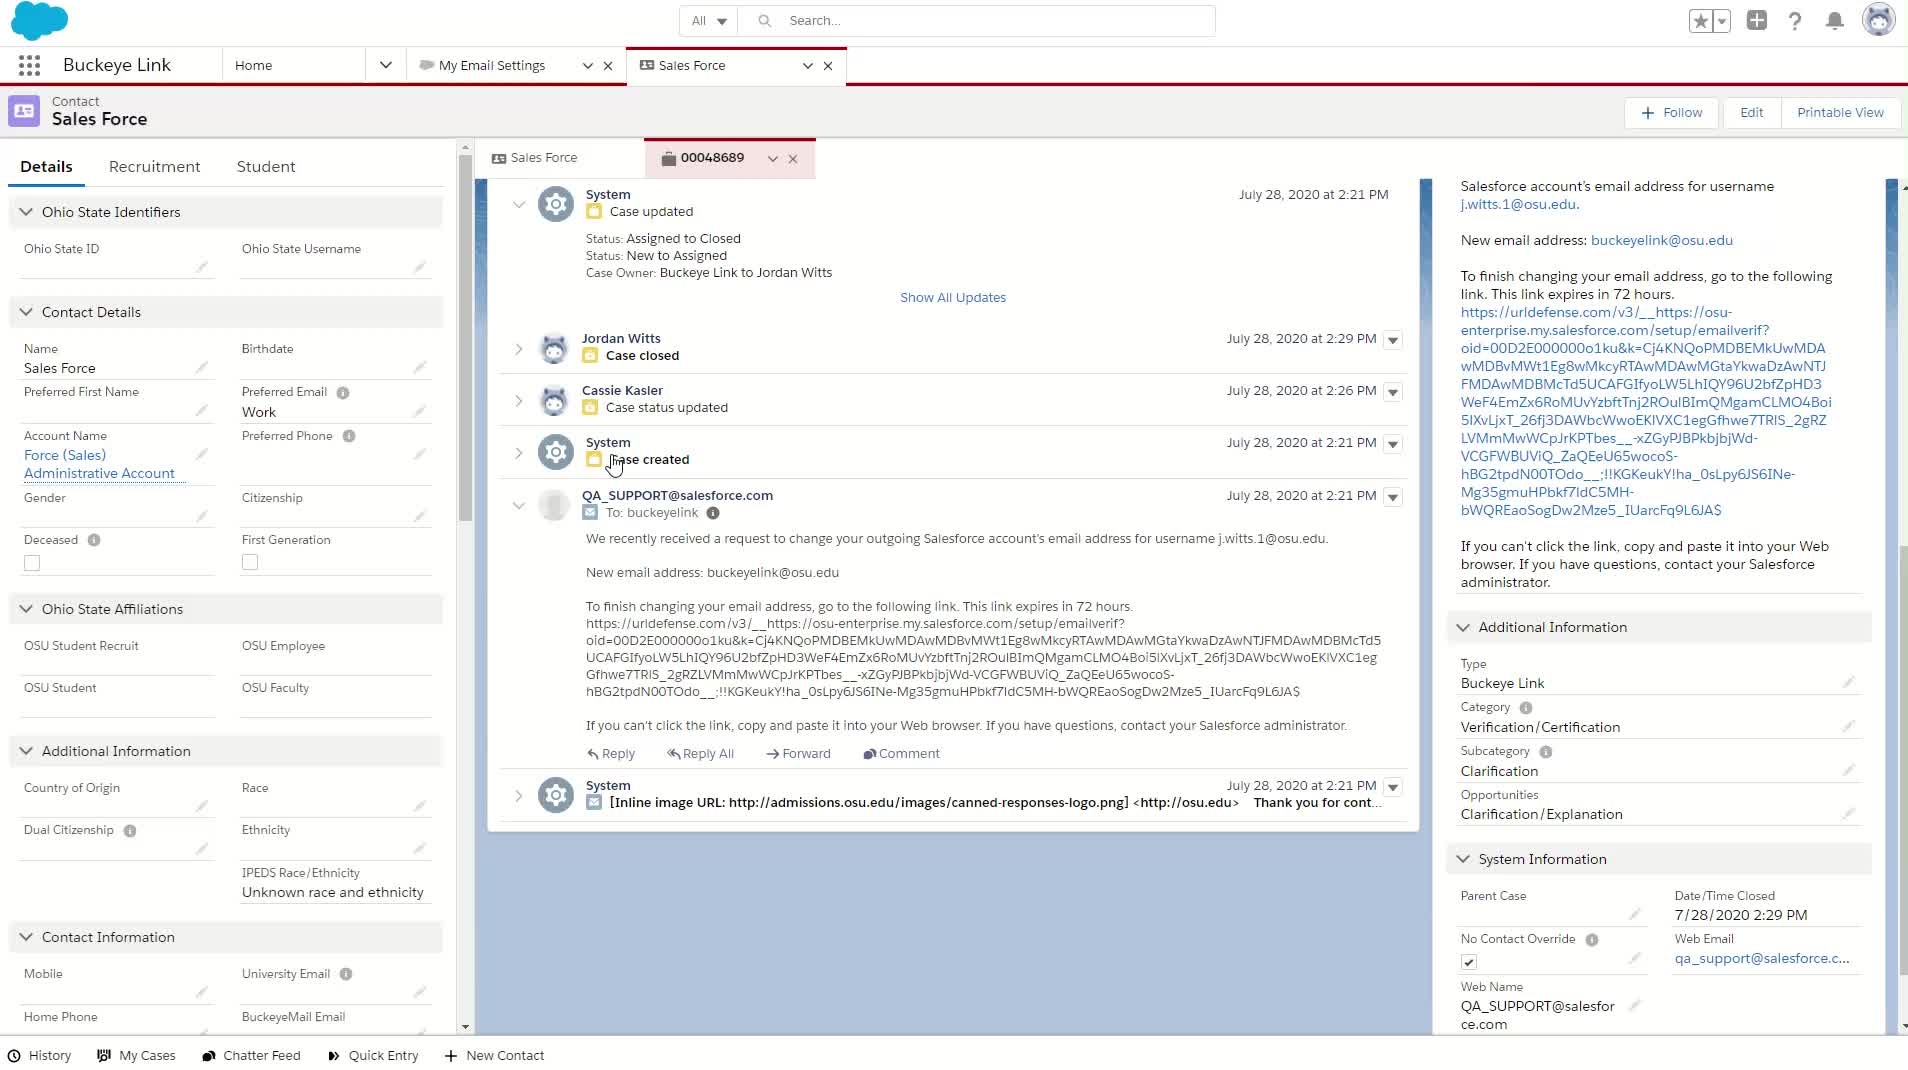 All
Search...
Buckeye Link
Home
My Email Settings
Sales Force
Contact
Sales Force
Follow
Edit
Printable View
Details
Recruitment
Student
Ohio State Identifiers
Ohio State ID
Ohio State Username
Contact Details
Name
Sales Force
Birthdate
Preferred First Name
Preferred Email
Work
Account Name
Force (Sales)
Administrative Account
Preferred Phone
Gender
Citizenship
Deceased
First Generation
Ohio State Affiliations
OSU Student Recruit
OSU Employee
OSU Student
OSU Faculty
Additional Information
Country of Origin
Race
Dual Citizenship
Ethnicity
IPEDS Race/Ethnicity
Unknown race and ethnicity
Contact Information
Mobile
University Email
Home Phone
BuckeyeMail Email
Sales Force
00048689
System
July 28, 2020 at 2:21 PM
Case updated
Status: Assigned to Closed
Status: New to Assigned
Case Owner: Buckeye Link to Jordan Witts
Show All Updates
Jordan Witts
July 28, 2020 at 2:29 PM
Case closed
Cassie Kasler
July 28, 2020 at 2:26 PM
Case status updated
System
July 28, 2020 at 2:21 PM
Case created
QA_SUPPORT@salesforce.com
July 28, 2020 at 2:21 PM
To: buckeyelink
We recently received a request to change your outgoing Salesforce account's email address for username j.witts.1@osu.edu.
New email address: buckeyelink@osu.edu
To finish changing your email address, go to the following link. This link expires in 72 hours.
https://urldefense.com/v3/__https://osu-enterprise.my.salesforce.com/setup/emailverif?
oid=00D2E000000o1ku&k=Cj4KNQoPMDBEMkUwMDAwMDBvMWt1Eg8wMkcyRTAwMDAwMGtaYkwaDzAwNTJFMDAwMDBMcTd5
UCAFGIfyoLW5LhIQY96U2bfZpHD3WeF4EmZx6RoMUvYzbftTnj2ROulBImQMgamCLMO4Boi5lXvLjxT_26fj3DAWbcWwoEKlVXC1eg
Gfhwe7TRlS_2gRZLVMmMwWCpJrKPTbes__-xZGyPJBPkbjbjWd-VCGFWBUViQ_ZaQEeU65wocoS-
hBG2tpdN00TOdo__;!!KGKeukY!ha_0sLpy6JS6INe-Mg35gmuHPbkf7ldC5MH-bWQREaoSogDw2Mze5_IUarcFq9L6JA$
If you can't click the link, copy and paste it into your Web browser. If you have questions, contact your Salesforce administrator.
Reply
Reply All
Forward
Comment
System
July 28, 2020 at 2:21 PM
[Inline image URL: http://admissions.osu.edu/images/canned-responses-logo.png] <http://osu.edu> Thank you for cont...
Salesforce account's email address for username
j.witts.1@osu.edu.
New email address: buckeyelink@osu.edu
To finish changing your email address, go to the following
link. This link expires in 72 hours.
https://urldefense.com/v3/__https://osu-
enterprise.my.salesforce.com/setup/emailverif?
oid=00D2E000000o1ku&k=Cj4KNQoPMDBEMkUwMDA
wMDBvMWt1Eg8wMkcyRTAwMDAwMGtaYkwaDzAwNTJ
FMDAwMDBMcTd5UCAFGIfyoLW5LhIQY96U2bfZpHD3
WeF4EmZx6RoMUvYzbftTnj2ROulBImQMgamCLMO4Boi
5lXvLjxT_26fj3DAWbcWwoEKlVXC1egGfhwe7TRlS_2gRZ
LVMmMwWCpJrKPTbes__-xZGyPJBPkbjbjWd-
VCGFWBUViQ_ZaQEeU65wocoS-
hBG2tpdN00TOdo__;!!KGKeukY!ha_0sLpy6JS6INe-
Mg35gmuHPbkf7ldC5MH-
bWQREaoSogDw2Mze5_IUarcFq9L6JA$
If you can't click the link, copy and paste it into your Web
browser. If you have questions, contact your Salesforce
administrator.
Additional Information
Type
Buckeye Link
Category
Verification/Certification
Subcategory
Clarification
Opportunities
Clarification/Explanation
System Information
Parent Case
Date/Time Closed
7/28/2020 2:29 PM
No Contact Override
Web Email
qa_support@salesforce.c...
Web Name
QA_SUPPORT@salesfor
ce.com
History
My Cases
Chatter Feed
Quick Entry
New Contact